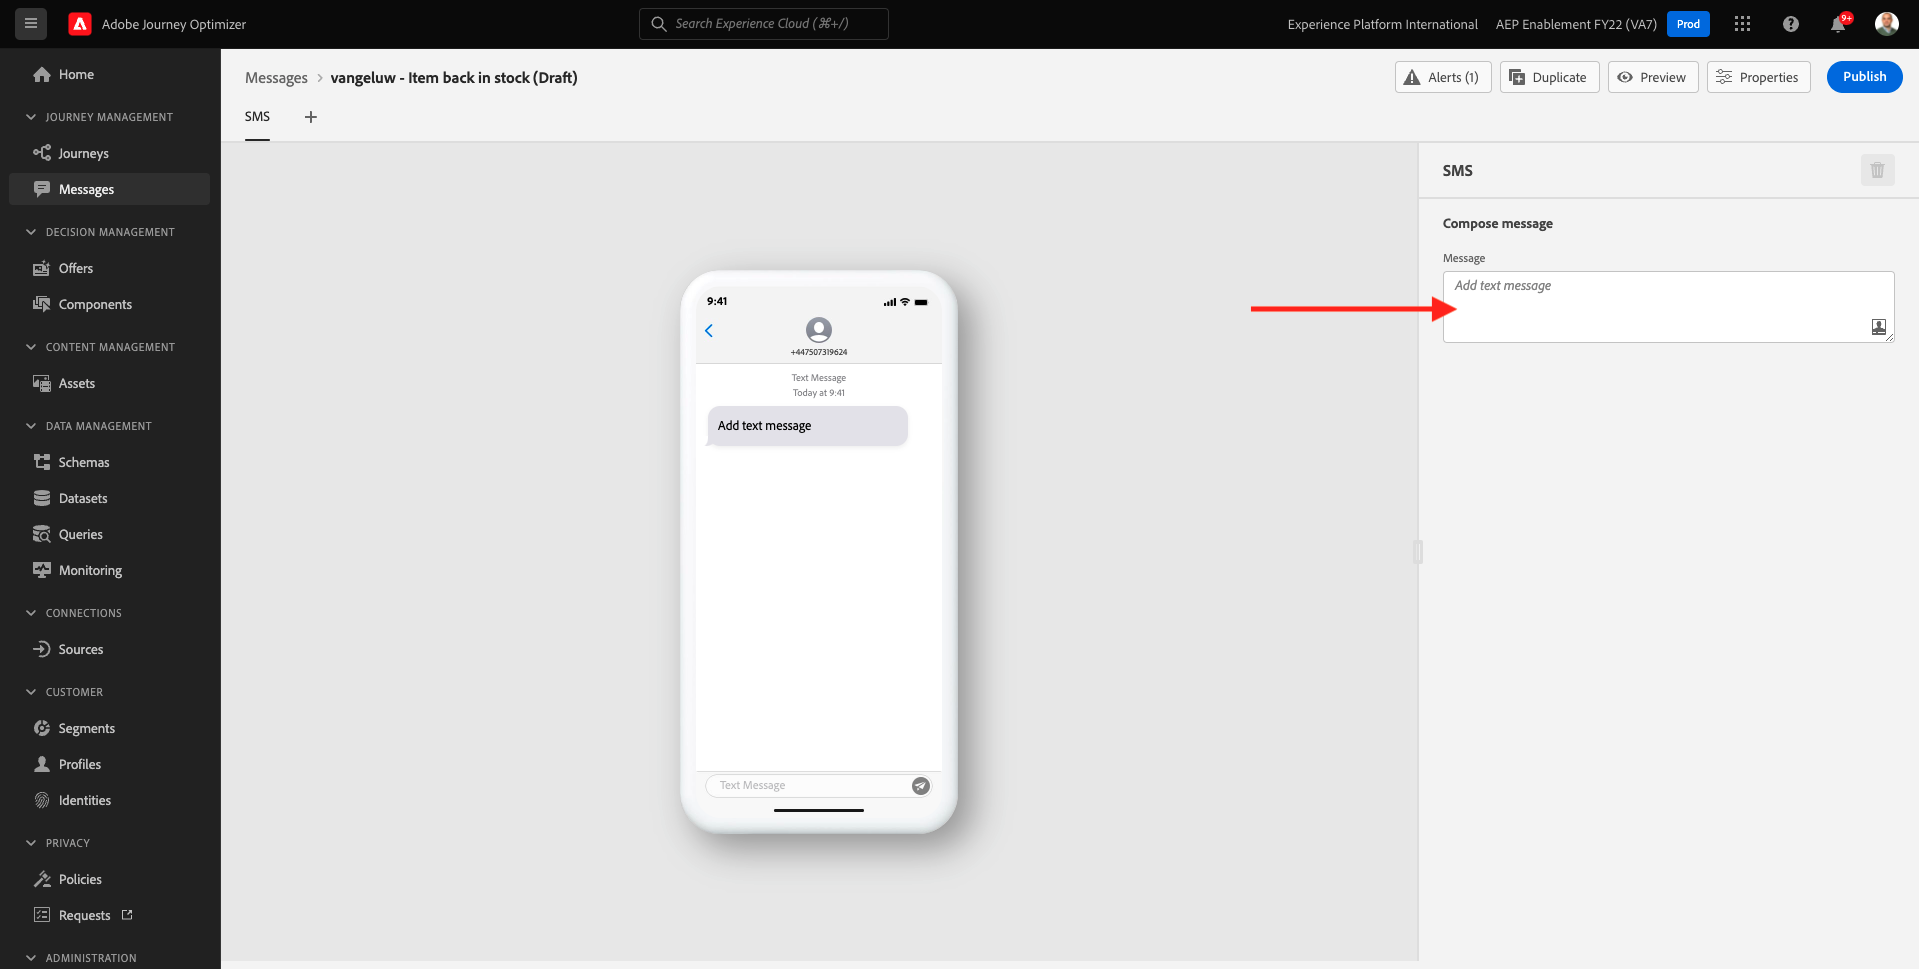 Adobe Journey Optimizer
Search Experience Cloud (⌘+/)
Experience Platform International
AEP Enablement FY22 (VA7)
Prod
9+
Home
JOURNEY MANAGEMENT
Journeys
Messages
DECISION MANAGEMENT
Offers
Components
CONTENT MANAGEMENT
Assets
DATA MANAGEMENT
Schemas
Datasets
Queries
Monitoring
CONNECTIONS
Sources
CUSTOMER
Segments
Profiles
Identities
PRIVACY
Policies
Requests
ADMINISTRATION
Messages > vangeluw - Item back in stock (Draft)
Alerts (1)
Duplicate
Preview
Properties
Publish
SMS
9:41
+447507319624
Text Message
Today at 9:41
Add text message
Text Message
SMS
Compose message
Message
Add text message